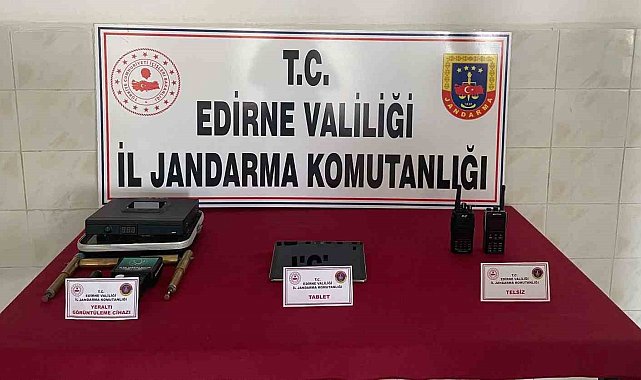 T.C.
EDİRNE VALİLİĞİ
İL JANDARMA KOMUTANLIĞI
JANDARMA
T.C.
EDİRNE VALİLİĞİ
İL JANDARMA KOMUTANLIĞI
YERALTI
GÖRÜNTÜLEME CİHAZI
T.C.
EDİRNE VALİLİĞİ
İL JANDARMA KOMUTANLIĞI
TABLET
T.C.
EDİRNE VALİLİĞİ
İL JANDARMA KOMUTANLIĞI
TELSİZ